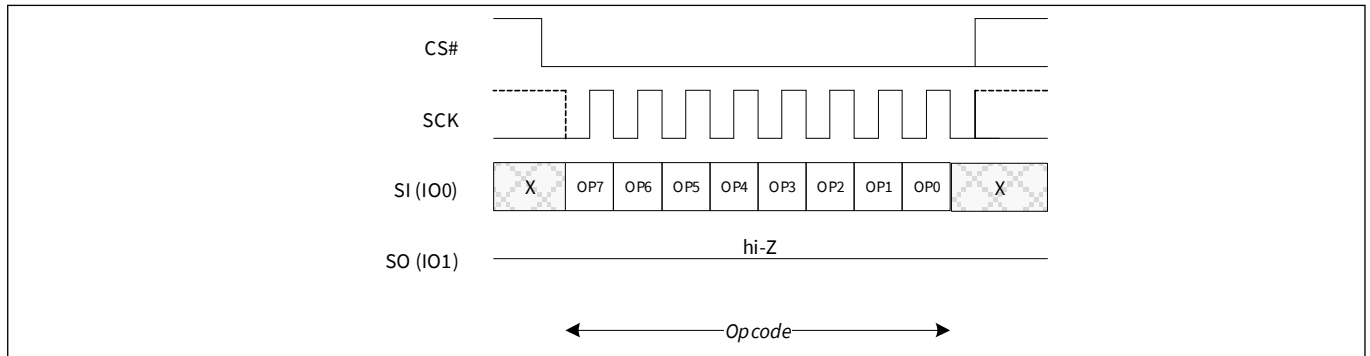 CS#
SCK
SI (IO0)
X OP7 OP6 OP5 OP4 OP3 OP2 OP1 OP0 X
hi-Z
SO (IO1)
Opcode